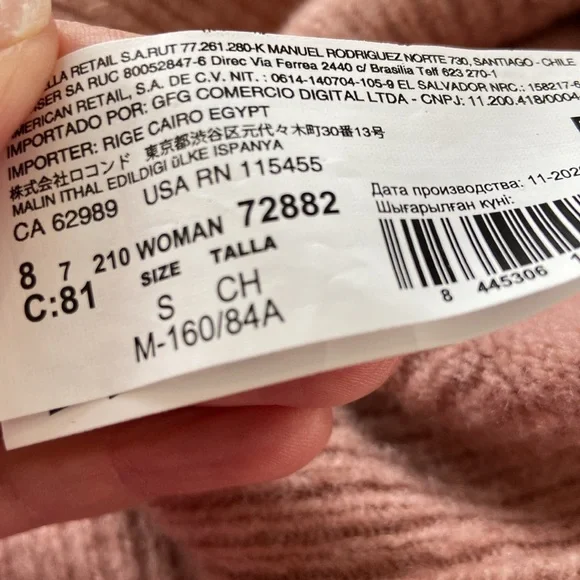 ELLA RETAIL S.A.RUT 77.261.280-K MANUEL RODRIGUEZ NORTE 730, SANTIAGO - CHILE
SER SA RUC 80052847-6 Direc Via Ferrea 2440 c/ Brasilia Telf 623 270-1
AMERICAN RETAIL, S.A. DE C.V. NIT. : 0614-140704-105-9 EL SALVADOR NRC.: 158217-6
IMPORTADO POR: GFG COMERCIO DIGITAL LTDA - CNPJ: 11.200.418/0004
IMPORTER: RIGE CAIRO EGYPT
株式会社ロコンド 東京都渋谷区元代々木町30番13号
MALIN ITHAL EDILDIGI üLKE ISPANYA
CA 62989 USA RN 115455
8 7 210 WOMAN 72882
C:81 SIZE TALLA
S CH
M-160/84A
Дата производства: 11-202
Шығарылған күні:
8 445306 1